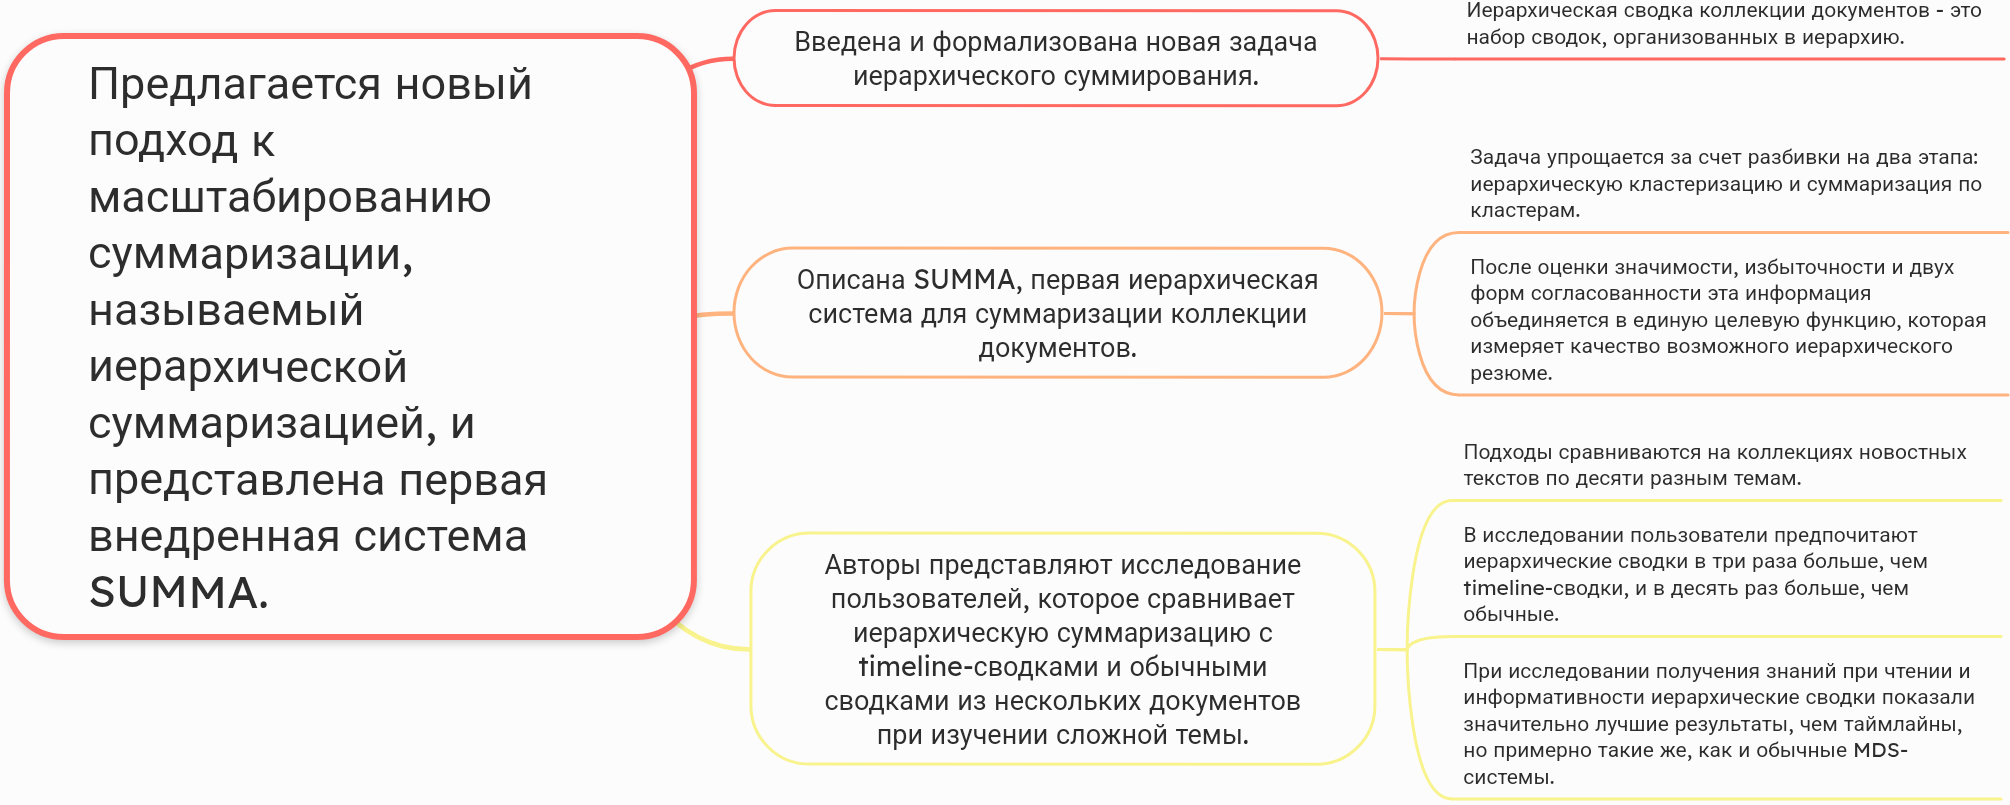 Предлагается новый
подход к
масштабированию
суммаризации,
называемый
иерархической
суммаризацией, и
представлена первая
внедренная система
SUMMA.
Введена и формализована новая задача
иерархического суммирования.
Иерархическая сводка коллекции документов - это
набор сводок, организованных в иерархию.
Описана SUMMA, первая иерархическая
система для суммаризации коллекции
документов.
Задача упрощается за счет разбивки на два этапа:
иерархическую кластеризацию и суммаризация по
кластерам.
После оценки значимости, избыточности и двух
форм согласованности эта информация
объединяется в единую целевую функцию, которая
измеряет качество возможного иерархического
резюме.
Авторы представляют исследование
пользователей, которое сравнивает
иерархическую суммаризацию с
timeline-сводками и обычными
сводками из нескольких документов
при изучении сложной темы.
Подходы сравниваются на коллекциях новостных
текстов по десяти разным темам.
В исследовании пользователи предпочитают
иерархические сводки в три раза больше, чем
timeline-сводки, и в десять раз больше, чем
обычные.
При исследовании получения знаний при чтении и
информативности иерархические сводки показали
значительно лучшие результаты, чем таймлайны,
но примерно такие же, как и обычные MDS-
системы.